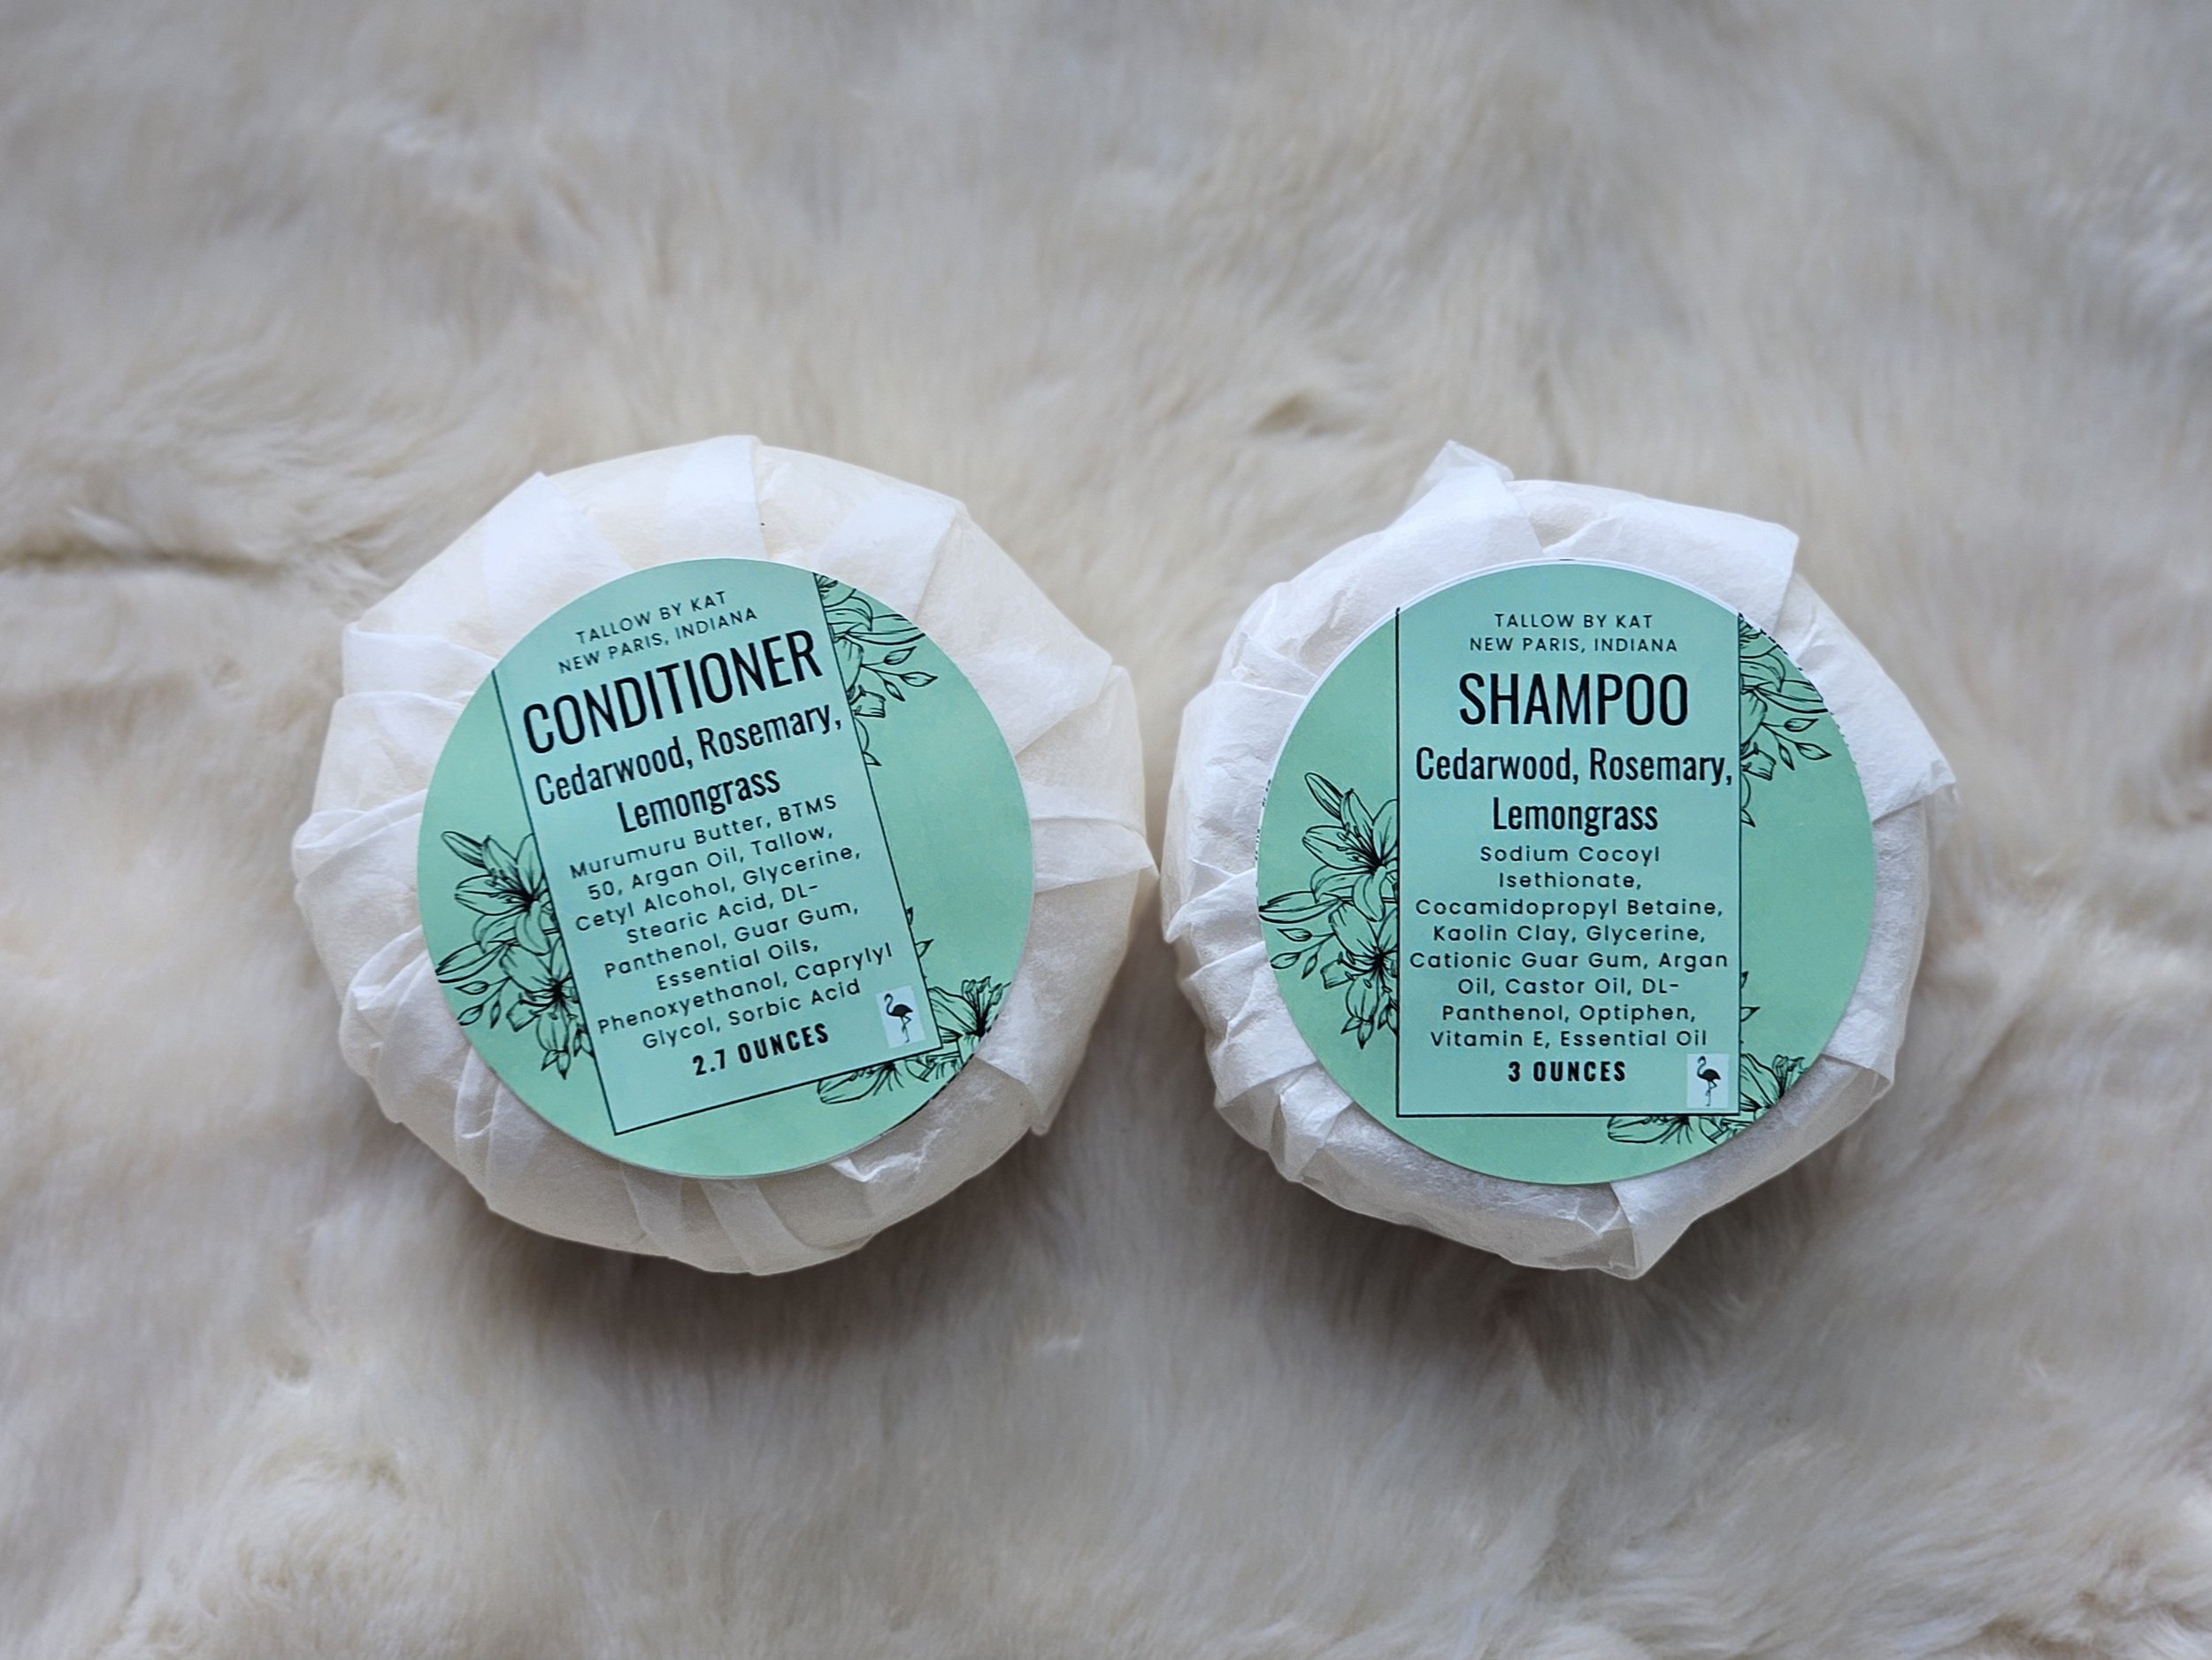 TALLOW BY KAT
NEW PARIS, INDIANA
CONDITIONER
Cedarwood, Rosemary,
Lemongrass
Murumuru Butter, BTMS
50, Argan Oil, Tallow,
Cetyl Alcohol, Glycerine,
Stearic Acid, DL-
Panthenol, Guar Gum,
Essential Oils,
Phenoxyethanol, Caprylyl
Glycol, Sorbic Acid
2.7 OUNCES
TALLOW BY KAT
NEW PARIS, INDIANA
SHAMPOO
Cedarwood, Rosemary,
Lemongrass
Sodium Cocoyl
Isethionate,
Cocamidopropyl Betaine,
Kaolin Clay, Glycerine,
Cationic Guar Gum, Argan
Oil, Castor Oil, DL-
Panthenol, Optiphen,
Vitamin E, Essential Oil
3 OUNCES